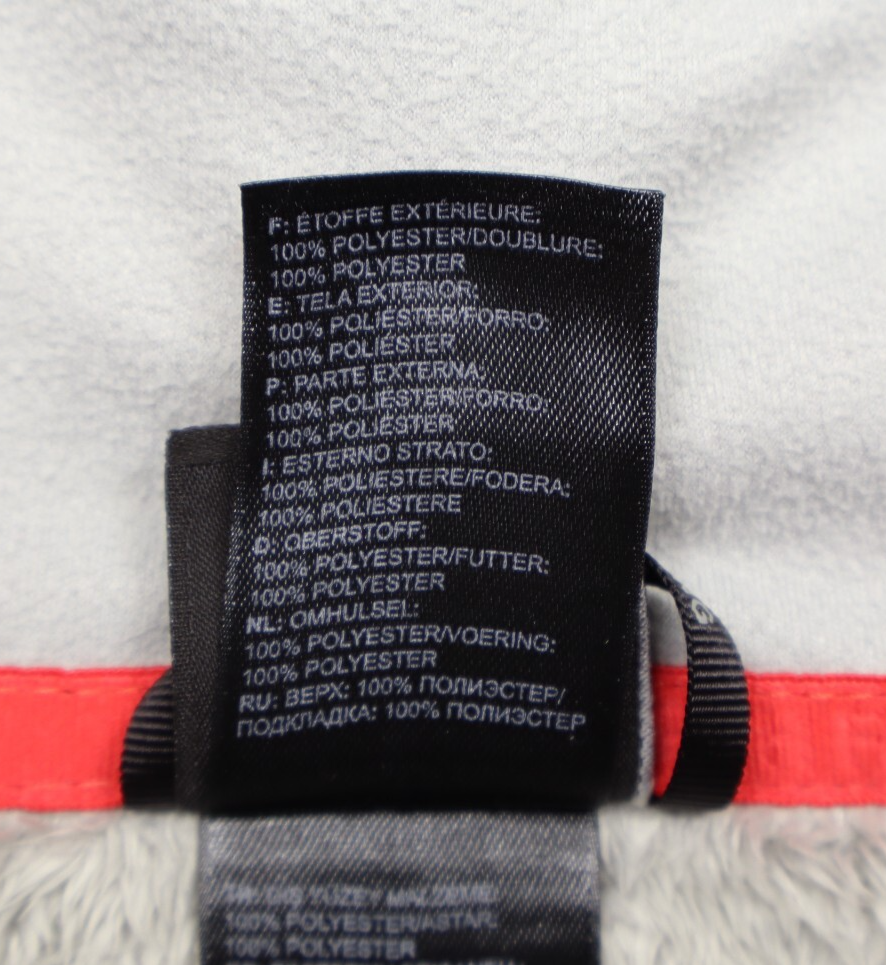 F: ÉTOFFE EXTÉRIEURE:
100% POLYESTER/DOUBLURE:
100% POLYESTER
E: TELA EXTERIOR:
100% POLIÉSTER/FORRO:
100% POLIÉSTER
P: PARTE EXTERNA:
100% POLIÉSTER/FORRO:
100% POLIÉSTER
I: ESTERNO STRATO:
100% POLIESTERE/FODERA:
100% POLIESTERE
D: OBERSTOFF:
100% POLYESTER/FUTTER:
100% POLYESTER
NL: OMHULSEL:
100% POLYESTER/VOERING:
100% POLYESTER
RU: ВЕРХ: 100% ПОЛИЭСТЕР/
ПОДКЛАДКА: 100% ПОЛИЭСТЕР
YÜZEY
100% POLYESTER/ASTAR:
100% POLYESTER